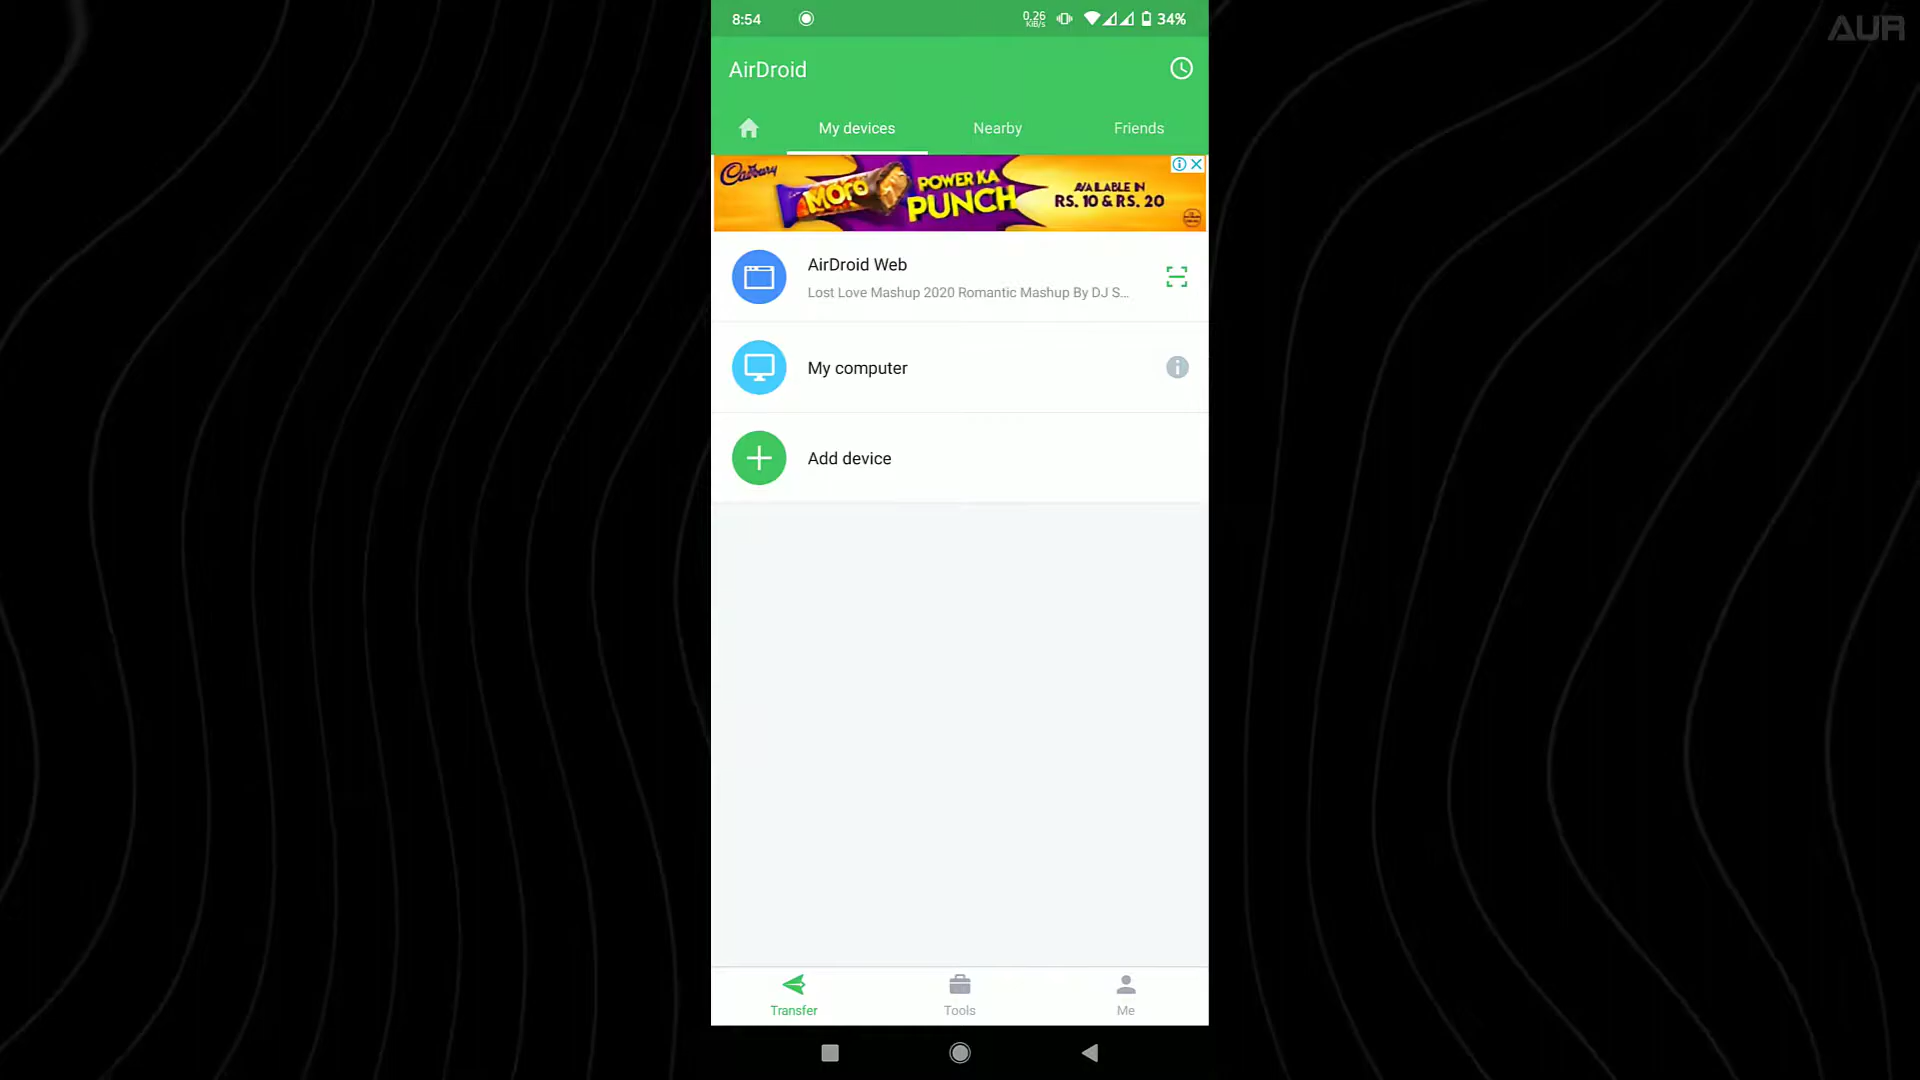 8:54
0.26
KiB/s
34%
AUR
AirDroid
My devices
Nearby
Friends
Cadbury
MORO
POWER KA
PUNCH
AVAILABLE IN
RS. 10 & RS. 20
AirDroid Web
Lost Love Mashup 2020 Romantic Mashup By DJ S...
My computer
Add device
Transfer
Tools
Me